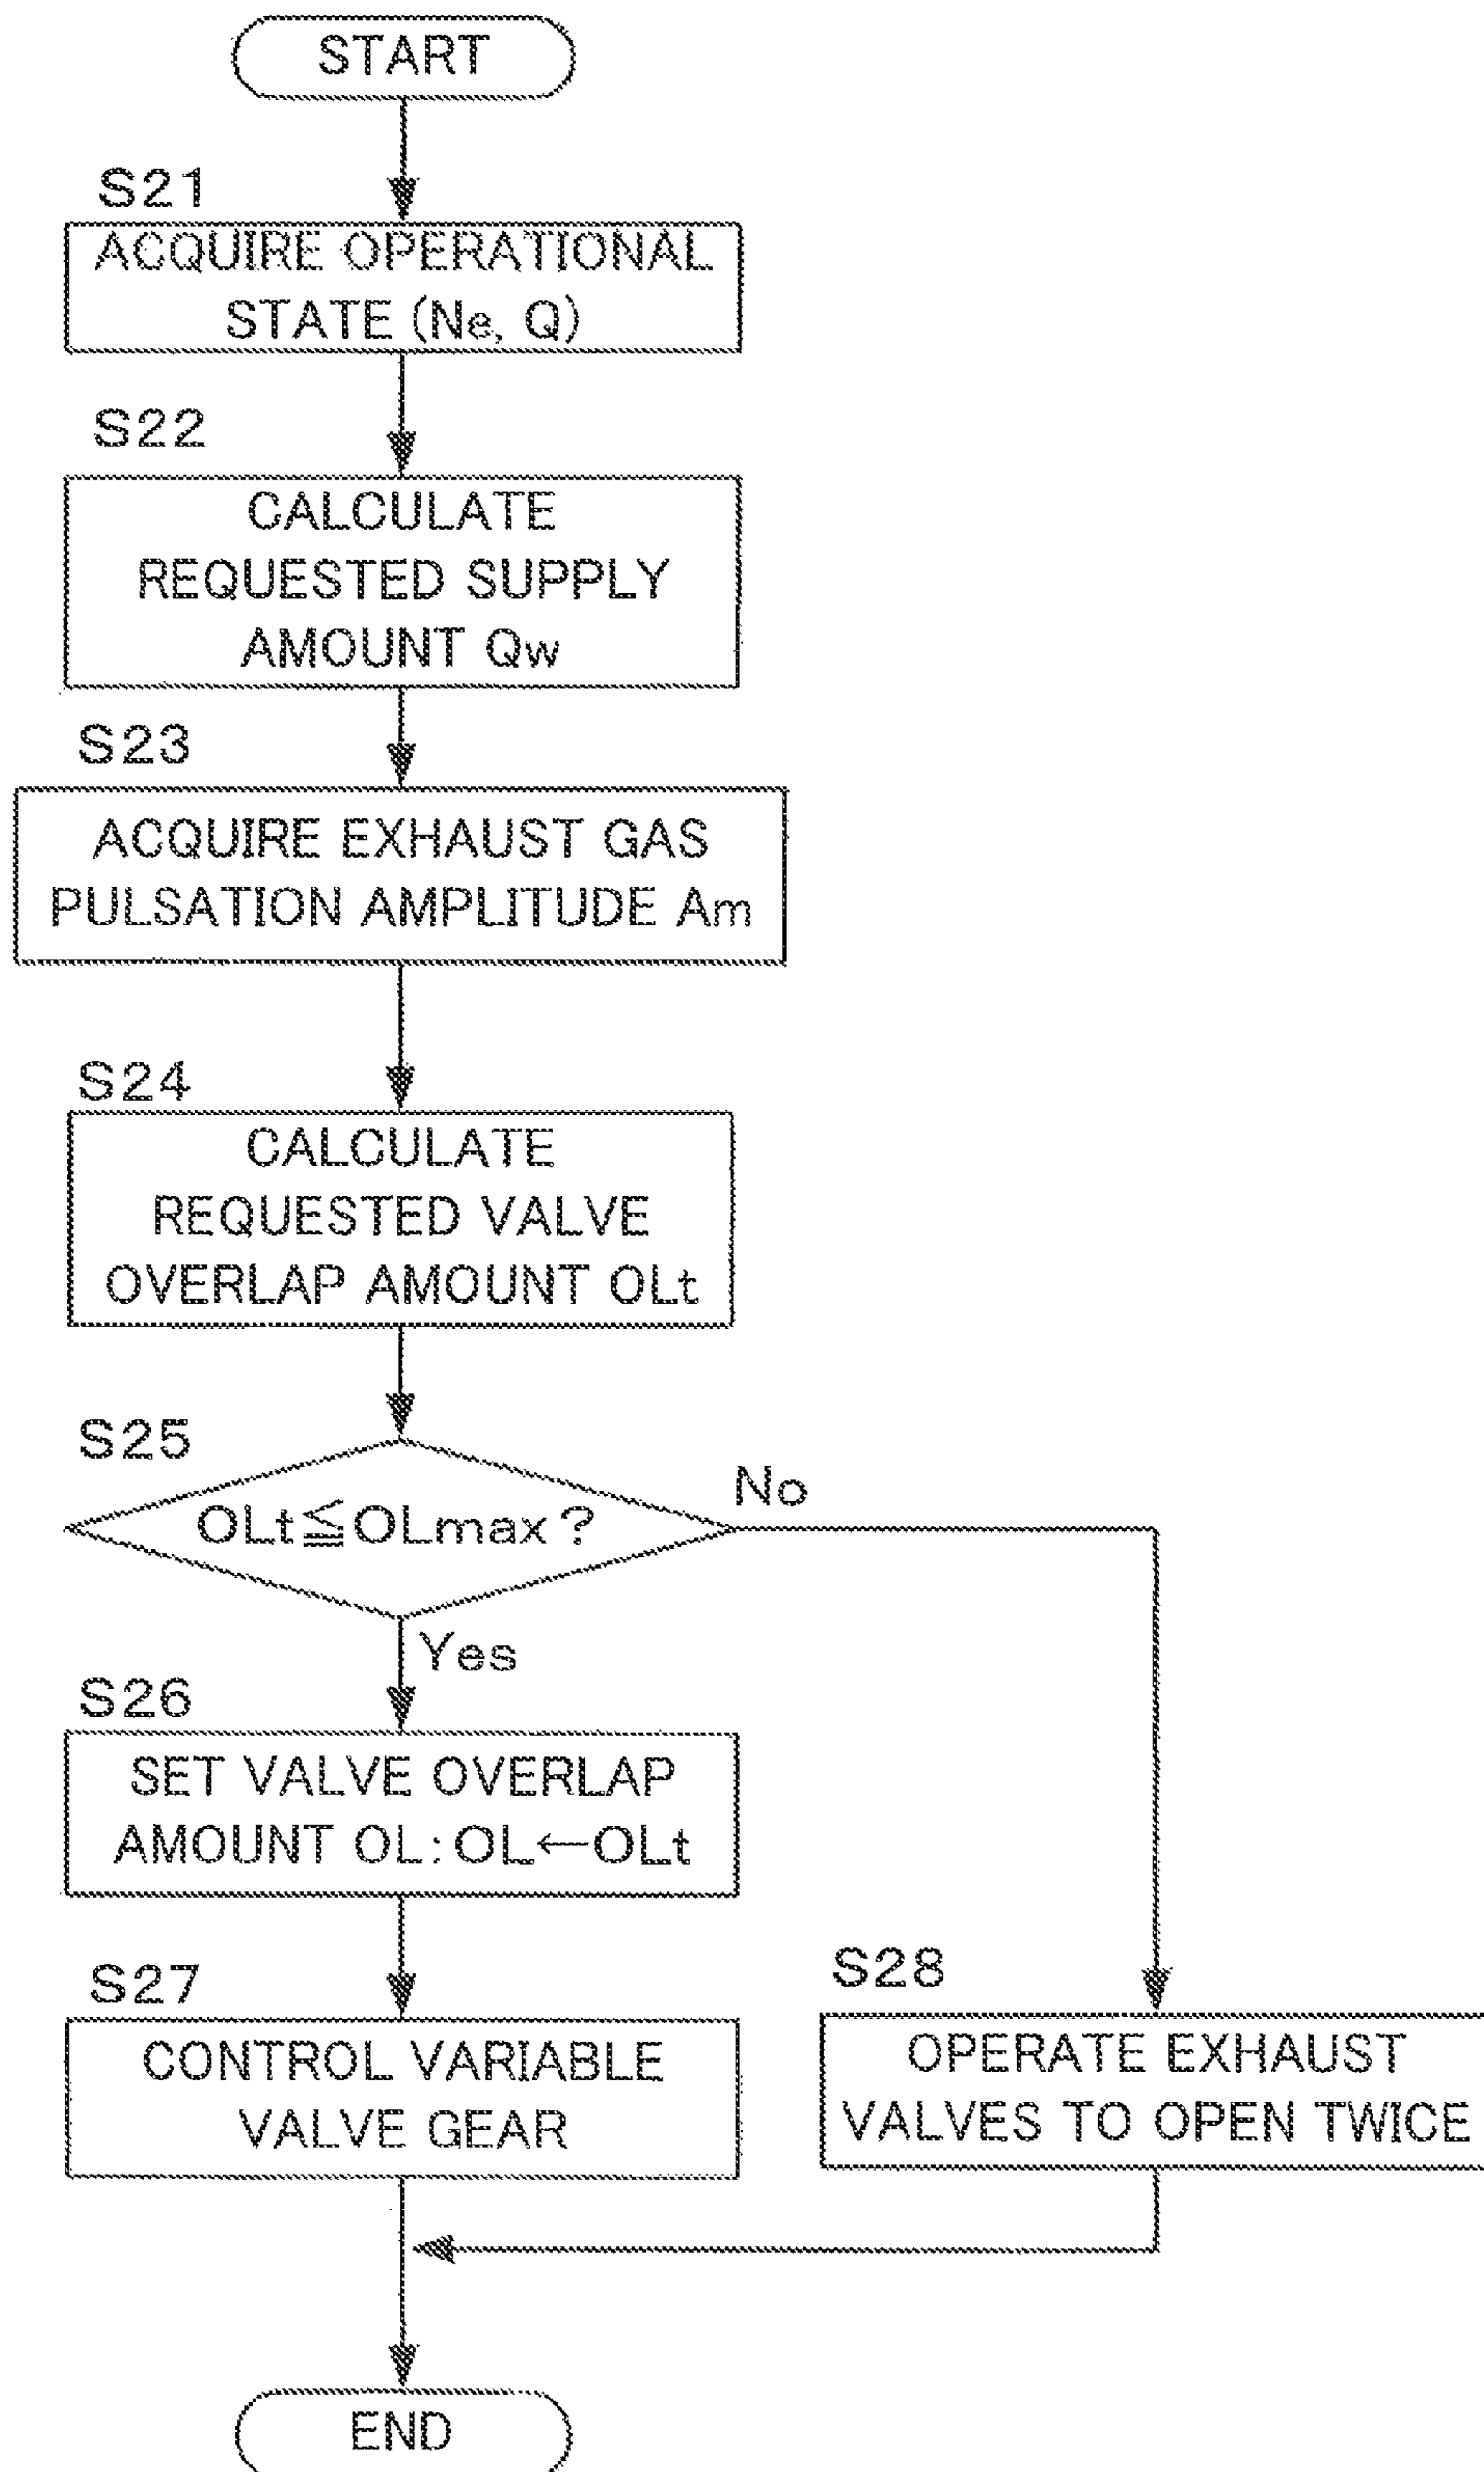 START
S21
ACQUIRE OPERATIONAL
STATE (Ne, Q)
S22
CALCULATE
REQUESTED SUPPLY
AMOUNT Qw
S23
ACQUIRE EXHAUST GAS
PULSATION AMPLITUDE Am
S24
CALCULATE
REQUESTED VALVE
OVERLAP AMOUNT OLt
S25
OLt≦OLmax?
No
Yes
S26
SET VALVE OVERLAP
AMOUNT OL:OL←OLt
S27
CONTROL VARIABLE
VALVE GEAR
S28
OPERATE EXHAUST
VALVES TO OPEN TWICE
END